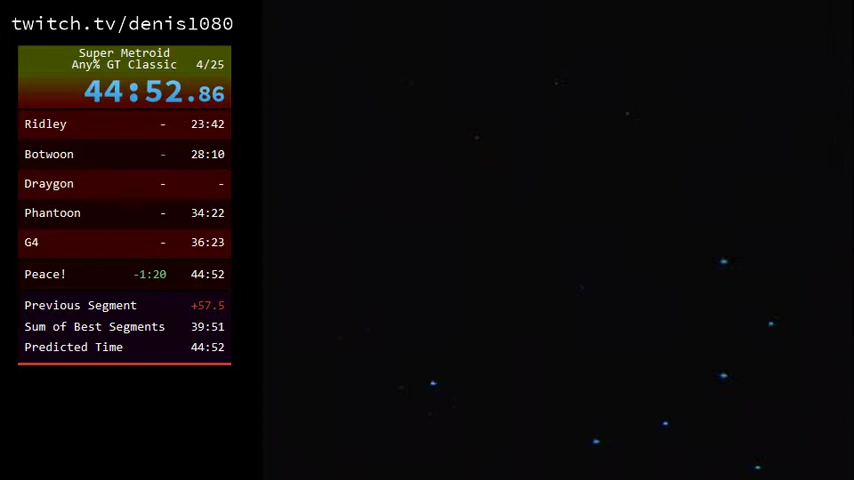 twitch.tv/denis1080
Super Metroid
Any% GT Classic 4/25
44:52.86
Ridley - 23:42
Botwoon - 28:10
Draygon - -
Phantoon - 34:22
G4 - 36:23
Peace! -1:20 44:52
Previous Segment +57.5
Sum of Best Segments 39:51
Predicted Time 44:52